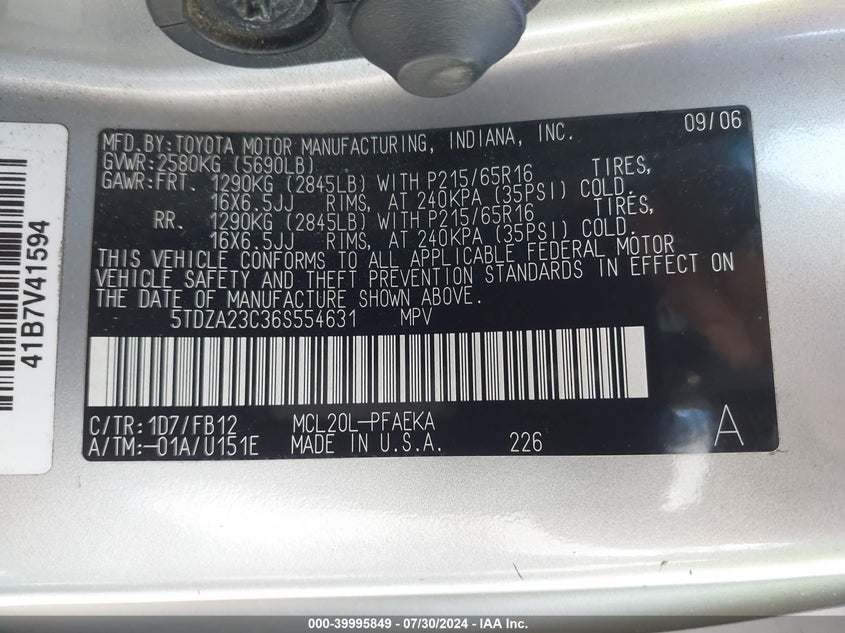 MFD.BY:TOYOTA MOTOR MANUFACTURING, INDIANA, INC. 09/06
GVWR:2580KG (5690LB)
GAWR:FRT. 1290KG (2845LB) WITH P215/65R16 TIRES,
16X6.5JJ RIMS, AT 240KPA (35PSI) COLD.
RR. 1290KG (2845LB) WITH P215/65R16 TIRES,
16X6.5JJ RIMS, AT 240KPA (35PSI) COLD.
THIS VEHICLE CONFORMS TO ALL APPLICABLE FEDERAL MOTOR
VEHICLE SAFETY AND THEFT PREVENTION STANDARDS IN EFFECT ON
THE DATE OF MANUFACTURE SHOWN ABOVE.
5TDZA23C36S554631 MPV
C/TR:1D7/FB12 MCL20L-PFAEKA
A/TM:-01A/U151E MADE IN U.S.A. 226 A
41B7V41594
000-39995849 - 07/30/2024 - IAA Inc.